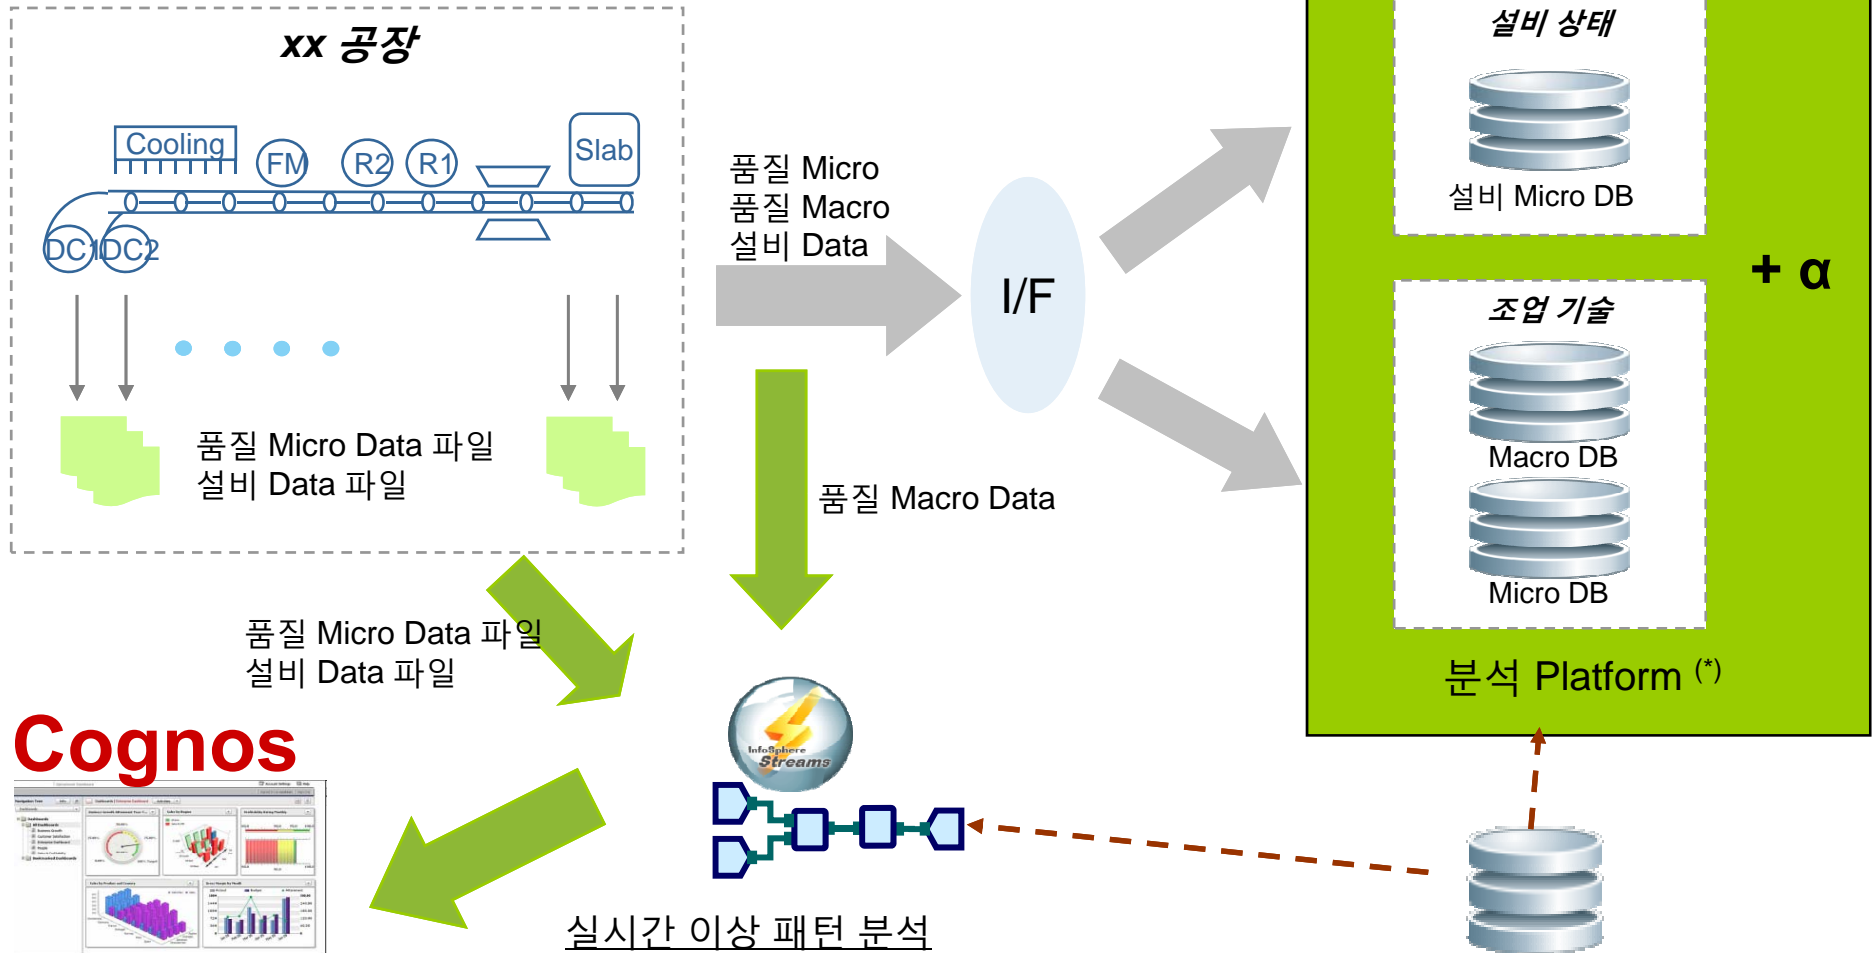 xx 공장
Cooling
FM
R2
R1
Slab
DC1
DC2
품질 Micro Data 파일
설비 Data 파일
품질 Micro
품질 Macro
설비 Data
I/F
설비 상태
설비 Micro DB
+ α
조업 기술
Macro DB
Micro DB
분석 Platform (*)
품질 Macro Data
품질 Micro Data 파일
설비 Data 파일
InfoSphere
Streams
Cognos
실시간 이상 패턴 분석